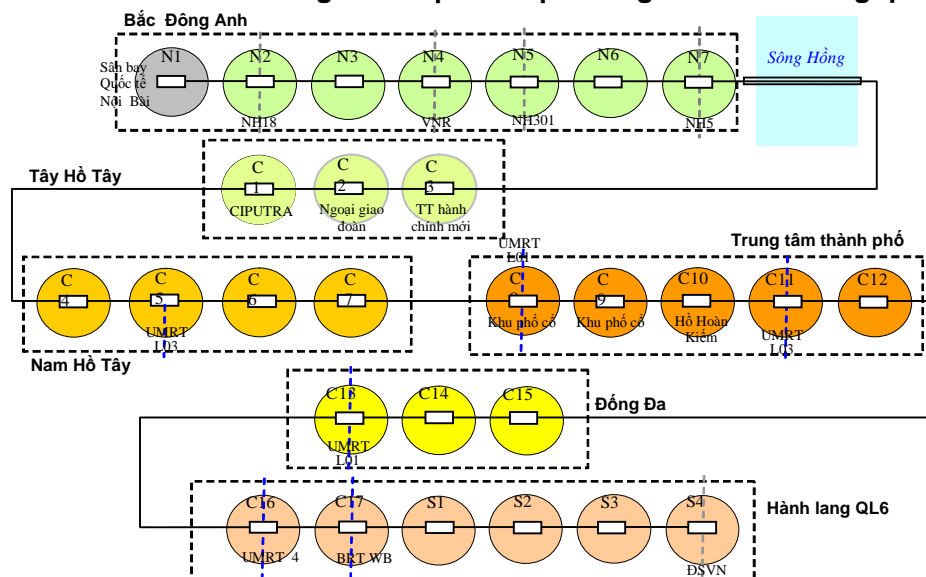 Bắc Đông Anh
N1
N2
N3
N4
N5
N6
N7
Sông Hồng
Sân bay
Quốc tế
Nội Bài
NH18
VNR
NH301
NH5
Tây Hồ Tây
C
1
C
2
C
3
CIPUTRA
Ngoại giao
đoàn
TT hành
chính mới
Trung tâm thành phố
UMRT
L01
C
4
C
5
C
6
C
7
C
C
9
C10
C11
C12
UMRT
L03
Khu phố cổ
Khu phố cổ
Hồ Hoàn
Kiếm
UMRT
L03
Nam Hồ Tây
C13
C14
C15
Đống Đa
UMRT
L01
C16
C17
S1
S2
S3
S4
Hành lang QL6
UMRT 4
BRT WB
ĐSVN